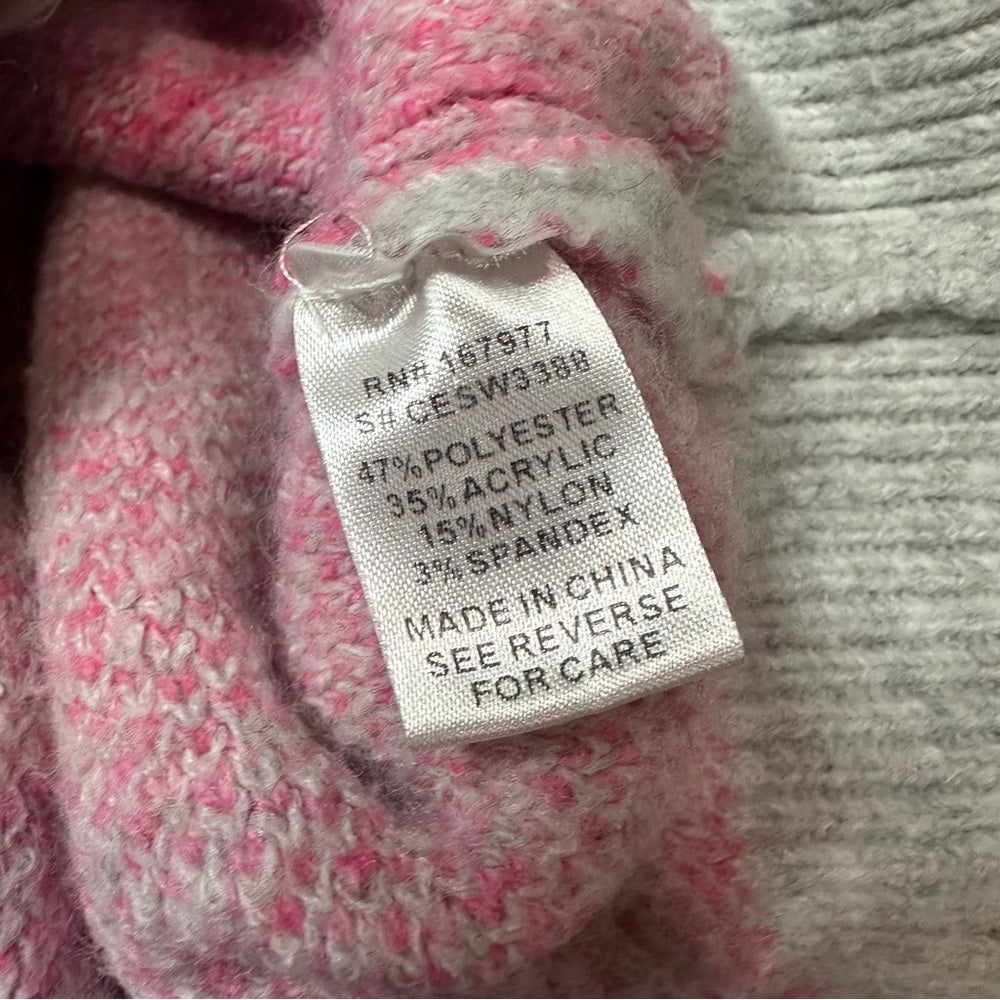 RN# 167977
S# CESW3388
47%POLYESTER
35%ACRYLIC
15%NYLON
3%SPANDEX
MADE IN CHINA
SEE REVERSE
FOR CARE